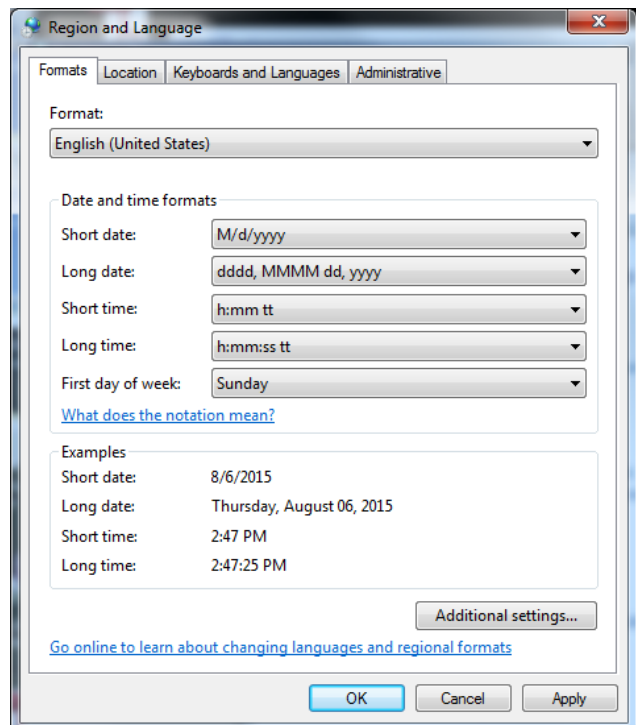 Region and Language
Formats Location Keyboards and Languages Administrative
Format:
English (United States)
Date and time formats
Short date: M/d/yyyy
Long date: dddd, MMMM dd, yyyy
Short time: h:mm tt
Long time: h:mm:ss tt
First day of week: Sunday
What does the notation mean?
Examples
Short date: 8/6/2015
Long date: Thursday, August 06, 2015
Short time: 2:47 PM
Long time: 2:47:25 PM
Additional settings...
Go online to learn about changing languages and regional formats
OK Cancel Apply